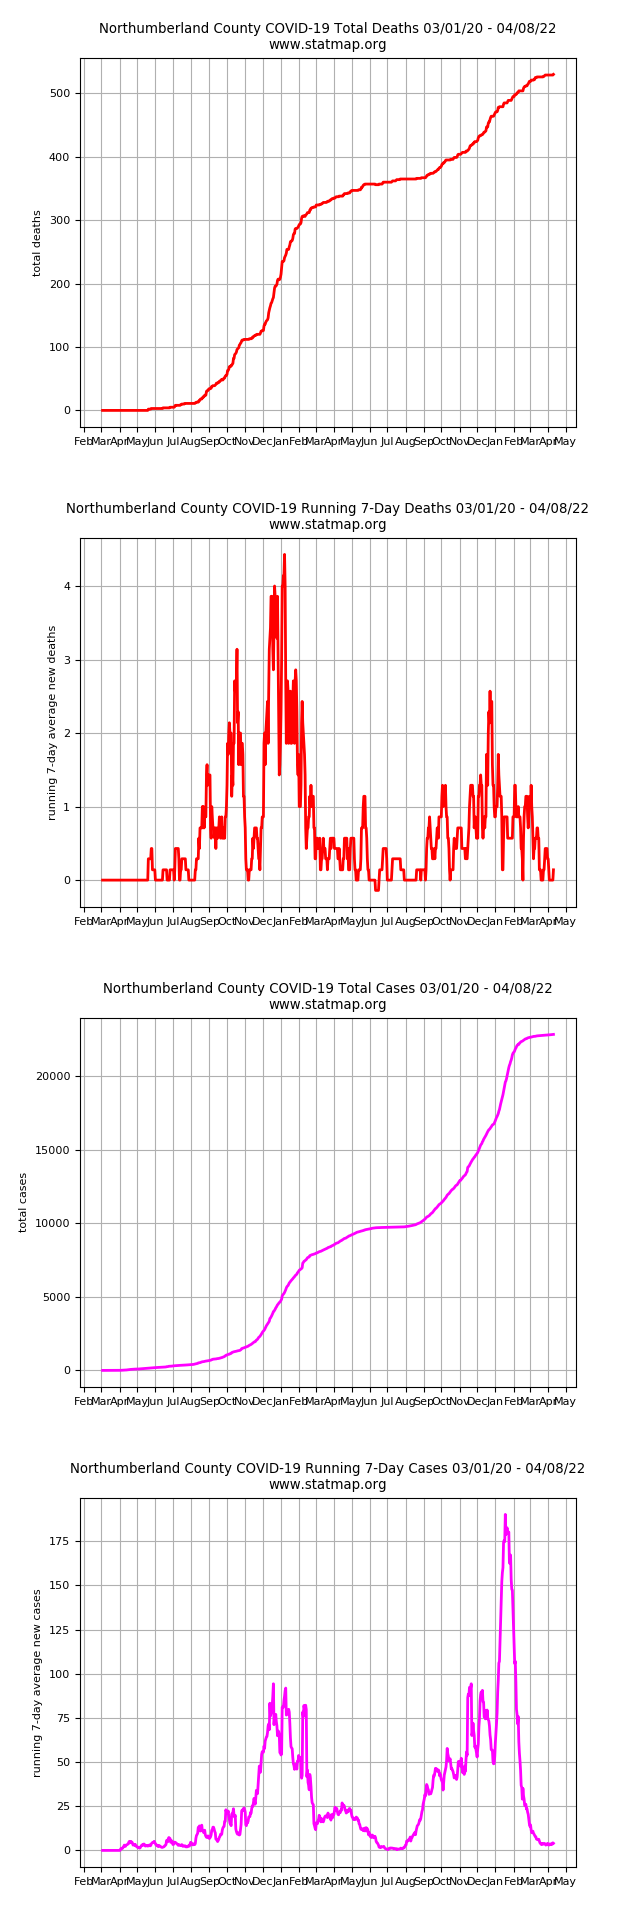 Northumberland County COVID-19 Total Deaths 03/01/20 - 04/08/22
www.statmap.org
500
400
300
200
100
0
total deaths
Feb Mar Apr May Jun Jul Aug Sep Oct Nov Dec Jan Feb Mar Apr May Jun Jul Aug Sep Oct Nov Dec Jan Feb Mar Apr May
Northumberland County COVID-19 Running 7-Day Deaths 03/01/20 - 04/08/22
www.statmap.org
4
3
2
1
0
running 7-day average new deaths
Feb Mar Apr May Jun Jul Aug Sep Oct Nov Dec Jan Feb Mar Apr May Jun Jul Aug Sep Oct Nov Dec Jan Feb Mar Apr May
Northumberland County COVID-19 Total Cases 03/01/20 - 04/08/22
www.statmap.org
20000
15000
10000
5000
0
total cases
Feb Mar Apr May Jun Jul Aug Sep Oct Nov Dec Jan Feb Mar Apr May Jun Jul Aug Sep Oct Nov Dec Jan Feb Mar Apr May
Northumberland County COVID-19 Running 7-Day Cases 03/01/20 - 04/08/22
www.statmap.org
175
150
125
100
75
50
25
0
running 7-day average new cases
Feb Mar Apr May Jun Jul Aug Sep Oct Nov Dec Jan Feb Mar Apr May Jun Jul Aug Sep Oct Nov Dec Jan Feb Mar Apr May